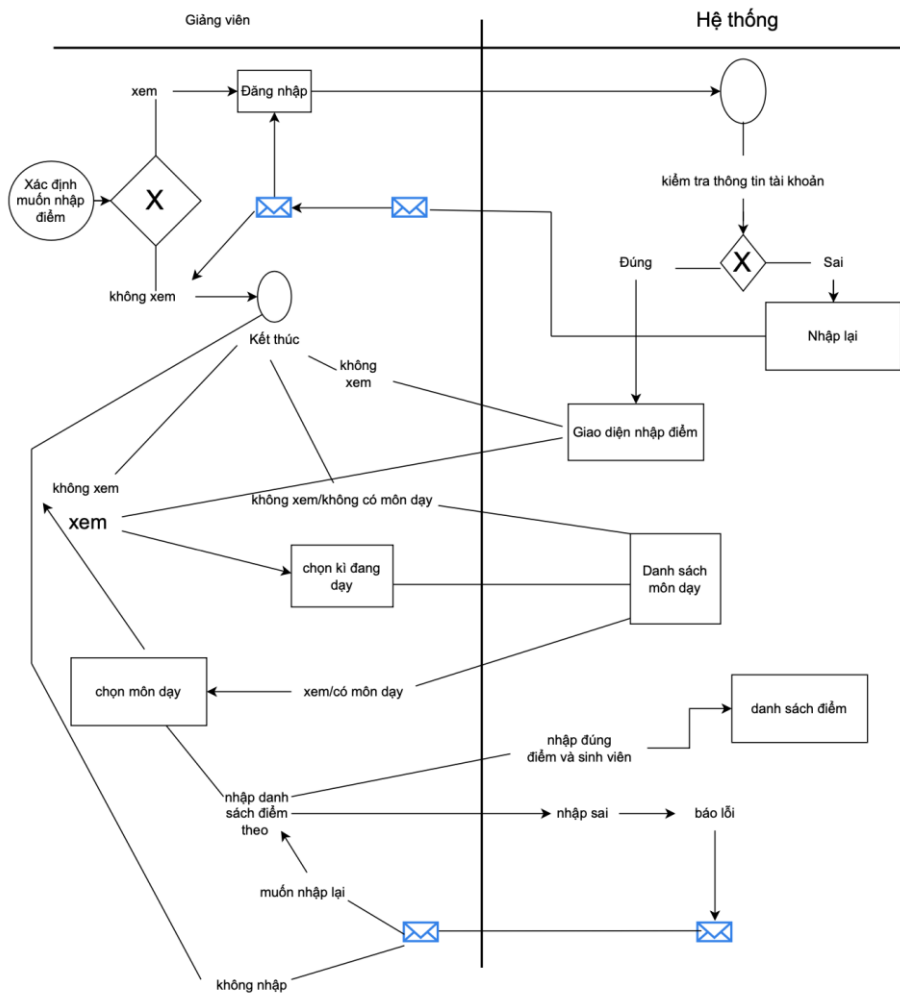 Giảng viên
Hệ thống
xem
Đăng nhập
Xác định
muốn nhập
điểm
X
kiểm tra thông tin tài khoản
Đúng
X
Sai
không xem
Nhập lại
Kết thúc
không
xem
Giao diện nhập điểm
không xem
không xem/không có môn dạy
xem
chọn kì đang
dạy
Danh sách
môn dạy
chọn môn dạy
xem/có môn dạy
danh sách điểm
nhập đúng
điểm và sinh viên
nhập danh
sách điểm
theo
nhập sai
báo lỗi
muốn nhập lại
không nhập